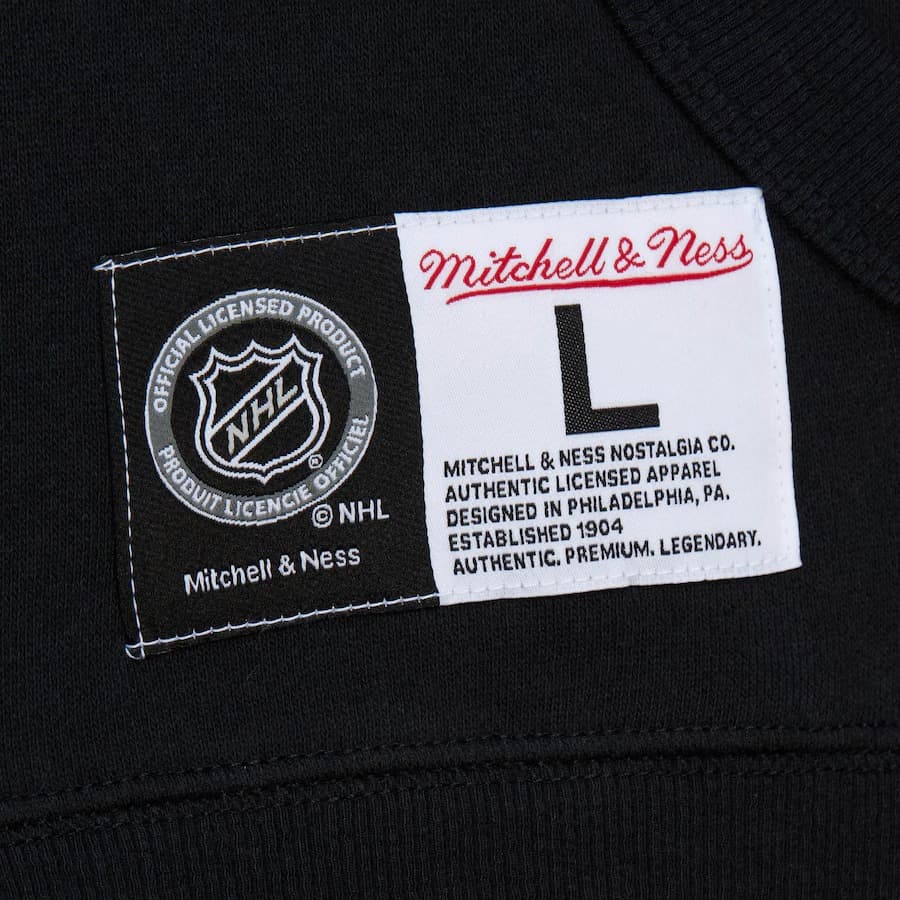 OFFICIAL LICENSED PRODUCT
NHL
®
PRODUIT LICENCIE OFFICIEL
© NHL
Mitchell & Ness
Mitchell & Ness
L
MITCHELL & NESS NOSTALGIA CO.
AUTHENTIC LICENSED APPAREL
DESIGNED IN PHILADELPHIA, PA.
ESTABLISHED 1904
AUTHENTIC. PREMIUM. LEGENDARY.